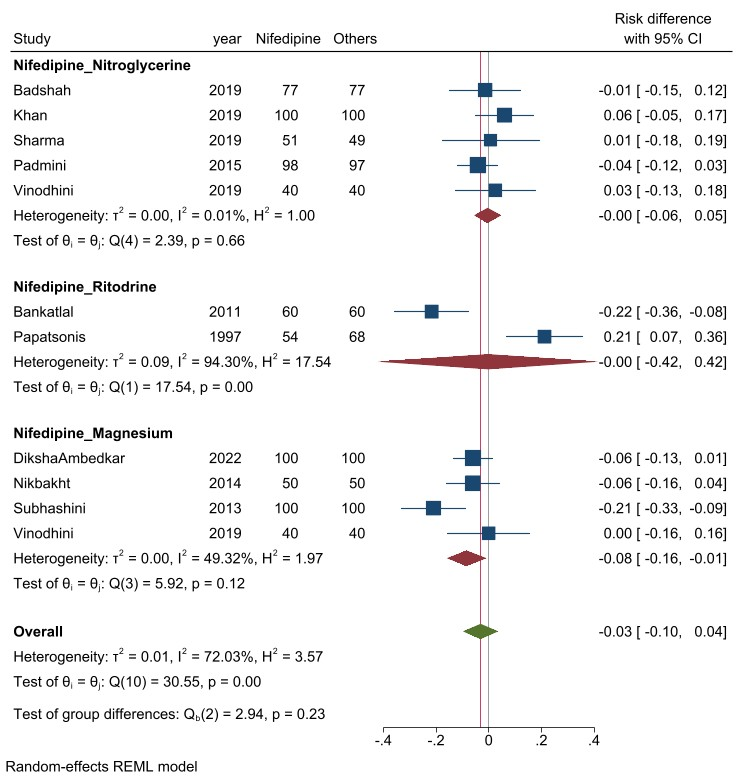 Risk difference
Study year Nifedipine Others with 95% CI
Nifedipine_Nitroglycerine
Badshah 2019 77 77 -0.01 [ -0.15, 0.12]
Khan 2019 100 100 0.06 [ -0.05, 0.17]
Sharma 2019 51 49 0.01 [ -0.18, 0.19]
Padmini 2015 98 97 -0.04 [ -0.12, 0.03]
Vinodhini 2019 40 40 0.03 [ -0.13, 0.18]
Heterogeneity: τ² = 0.00, I² = 0.01%, H² = 1.00 -0.00 [ -0.06, 0.05]
Test of θᵢ = θⱼ: Q(4) = 2.39, p = 0.66
Nifedipine_Ritodrine
Bankatlal 2011 60 60 -0.22 [ -0.36, -0.08]
Papatsonis 1997 54 68 0.21 [ 0.07, 0.36]
Heterogeneity: τ² = 0.09, I² = 94.30%, H² = 17.54 -0.00 [ -0.42, 0.42]
Test of θᵢ = θⱼ: Q(1) = 17.54, p = 0.00
Nifedipine_Magnesium
DikshaAmbedkar 2022 100 100 -0.06 [ -0.13, 0.01]
Nikbakht 2014 50 50 -0.06 [ -0.16, 0.04]
Subhashini 2013 100 100 -0.21 [ -0.33, -0.09]
Vinodhini 2019 40 40 0.00 [ -0.16, 0.16]
Heterogeneity: τ² = 0.00, I² = 49.32%, H² = 1.97 -0.08 [ -0.16, -0.01]
Test of θᵢ = θⱼ: Q(3) = 5.92, p = 0.12
Overall -0.03 [ -0.10, 0.04]
Heterogeneity: τ² = 0.01, I² = 72.03%, H² = 3.57
Test of θᵢ = θⱼ: Q(10) = 30.55, p = 0.00
Test of group differences: Q_b(2) = 2.94, p = 0.23
-.4 -.2 0 .2 .4
Random-effects REML model